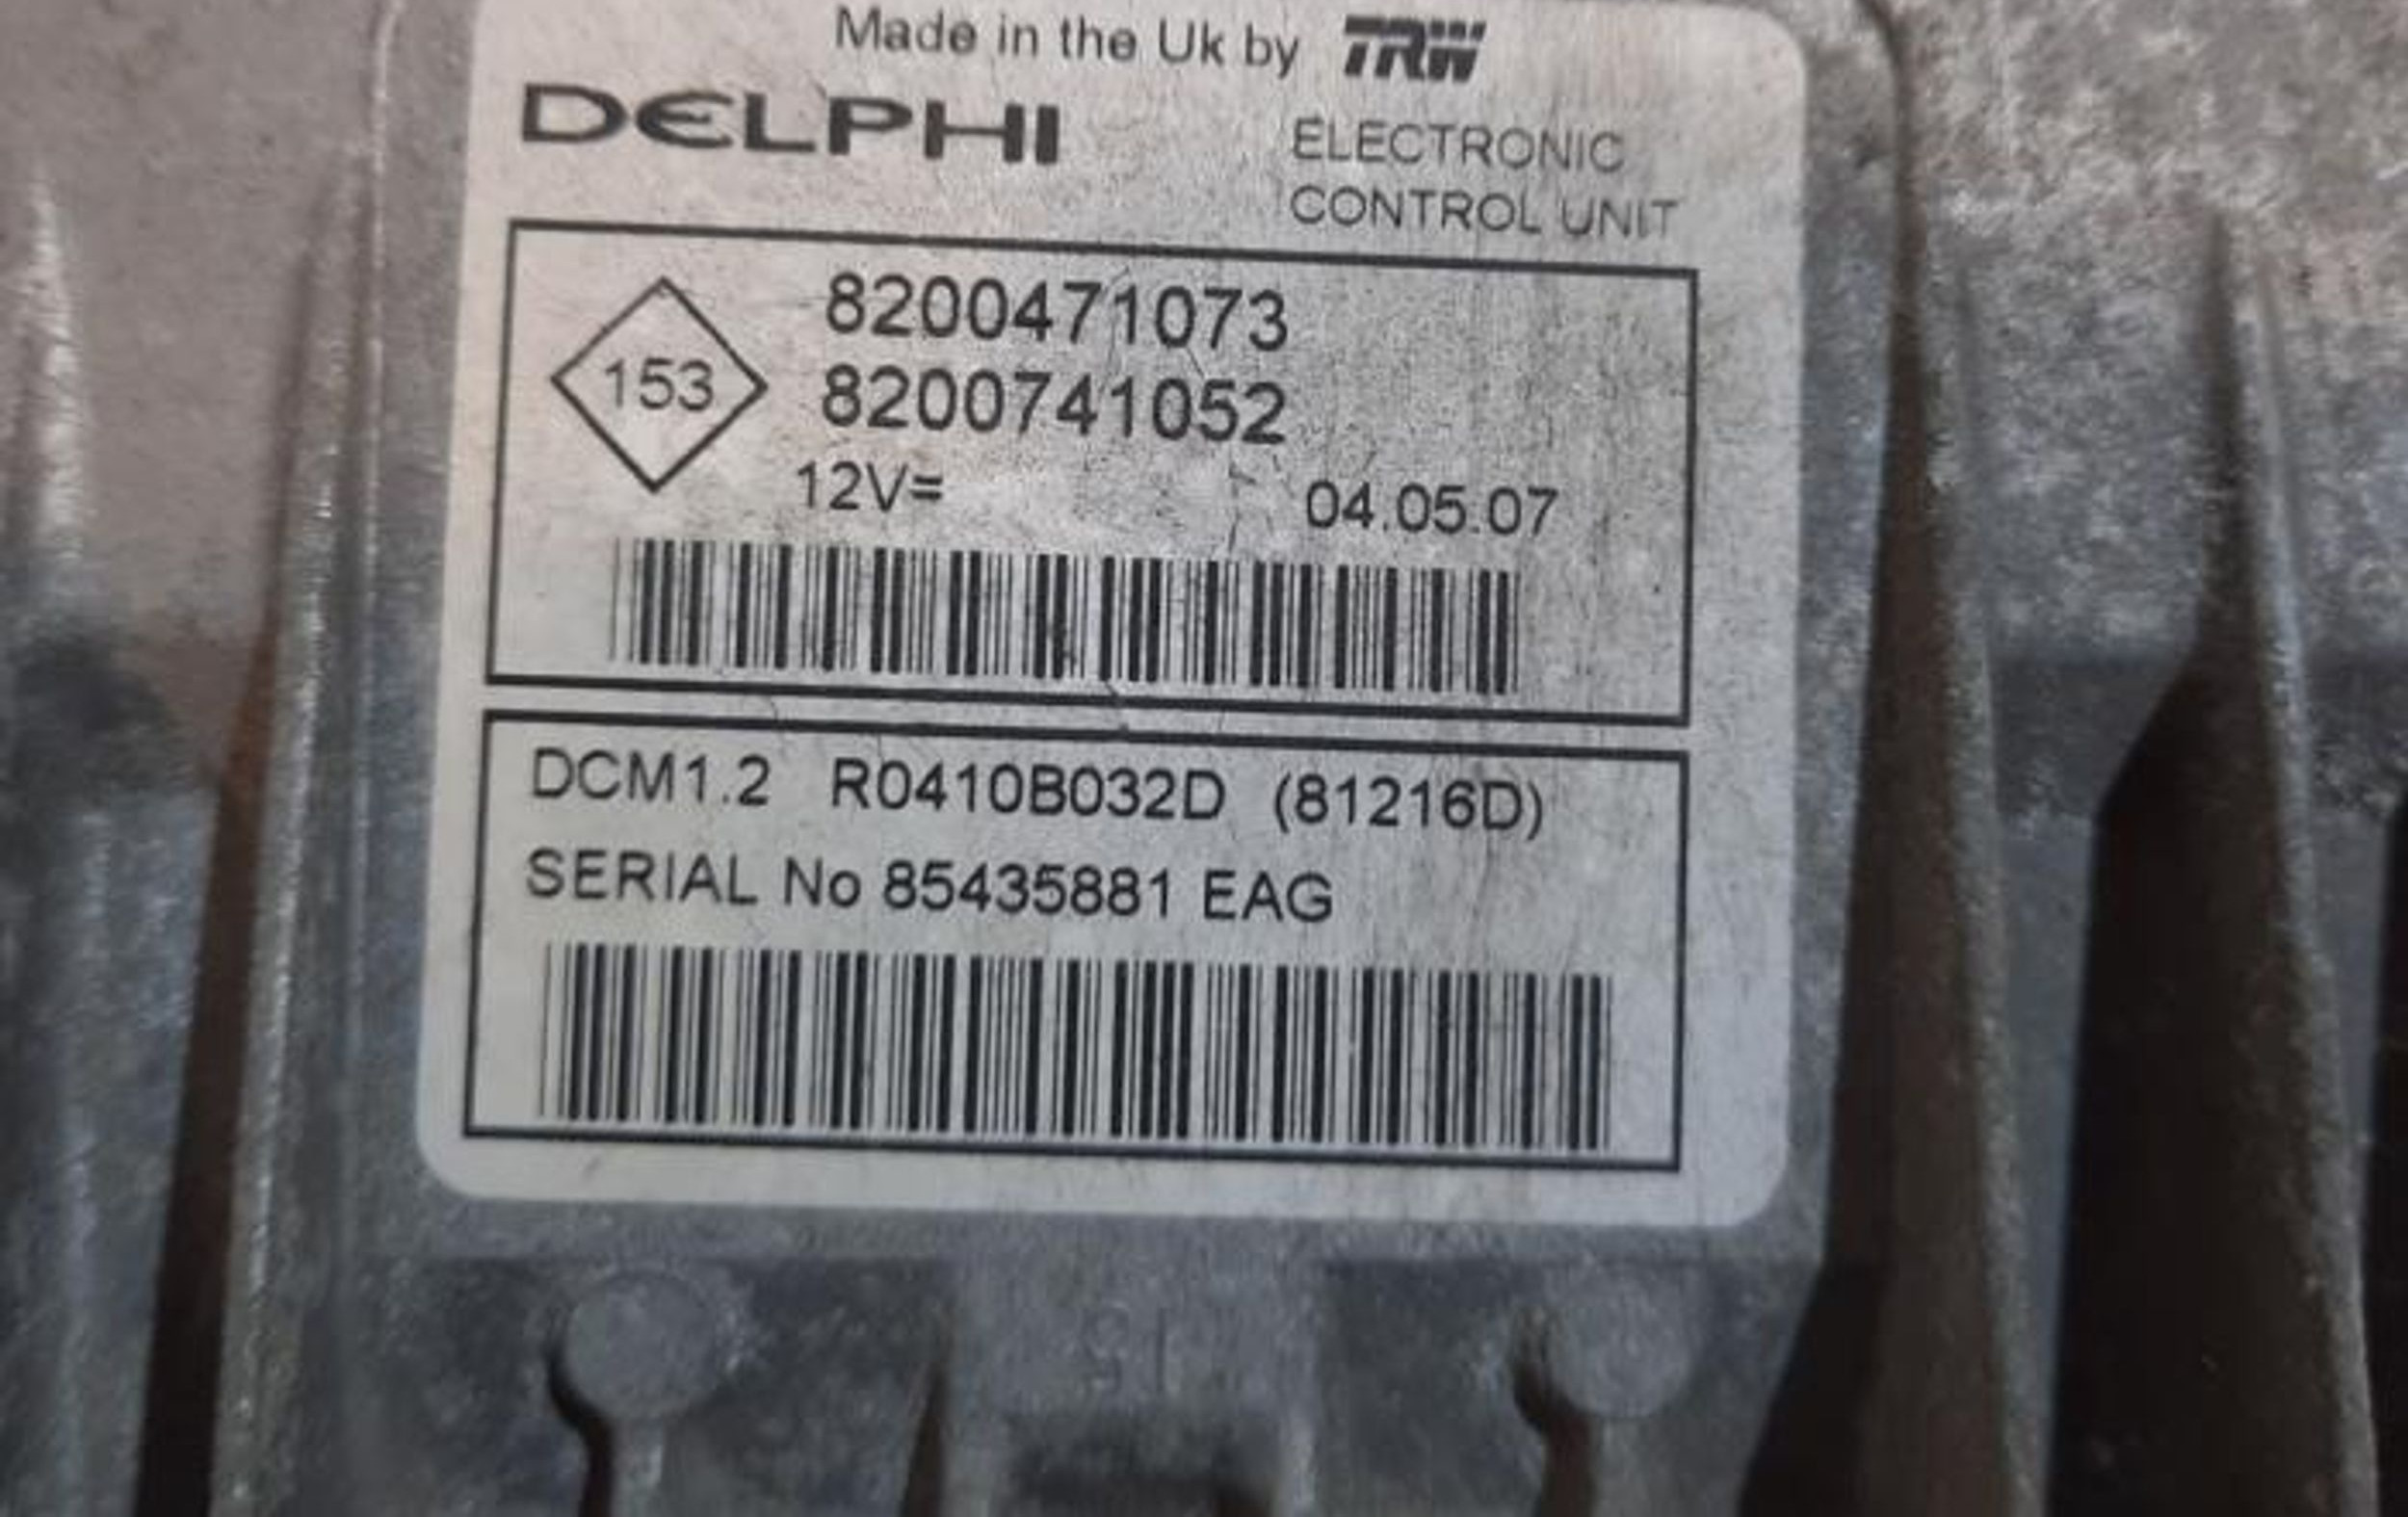 Made in the Uk by TRW
DELPHI
ELECTRONIC
CONTROL UNIT
153
8200471073
8200741052
12V= 04.05.07
DCM1.2 R0410B032D (81216D)
SERIAL No 85435881 EAG